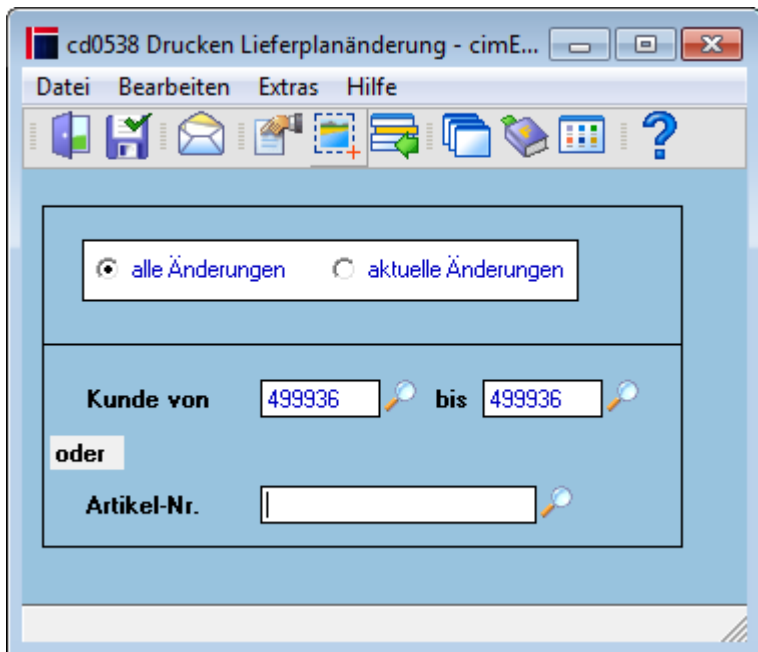 cd0538 Drucken Lieferplanänderung - cimE...
Datei Bearbeiten Extras Hilfe
alle Änderungen aktuelle Änderungen
Kunde von 499936 bis 499936
oder
Artikel-Nr.